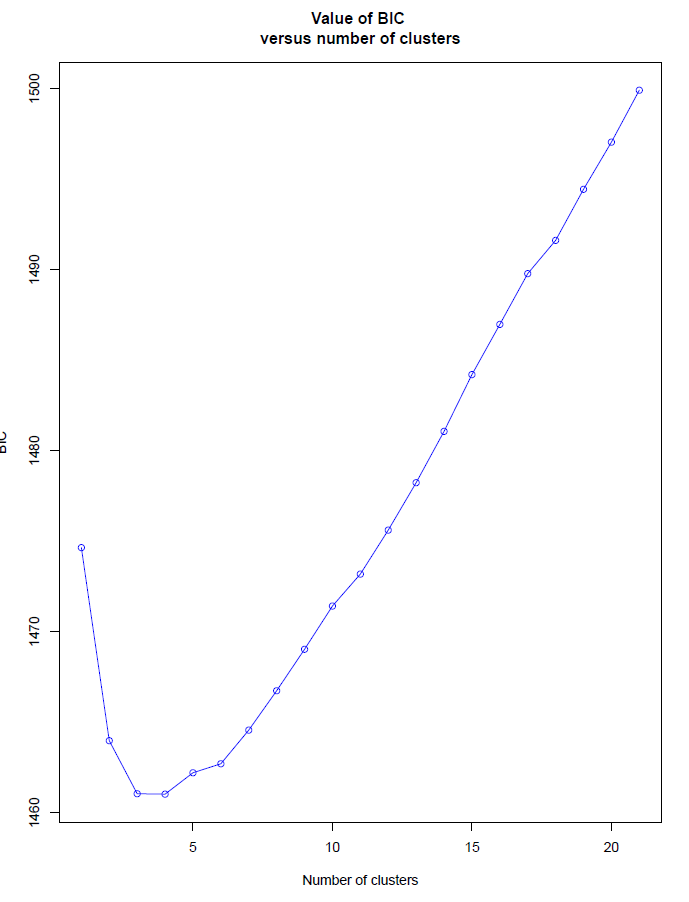 Value of BIC
versus number of clusters
1500
1490
1480
1470
1460
BIC
5 10 15 20
Number of clusters